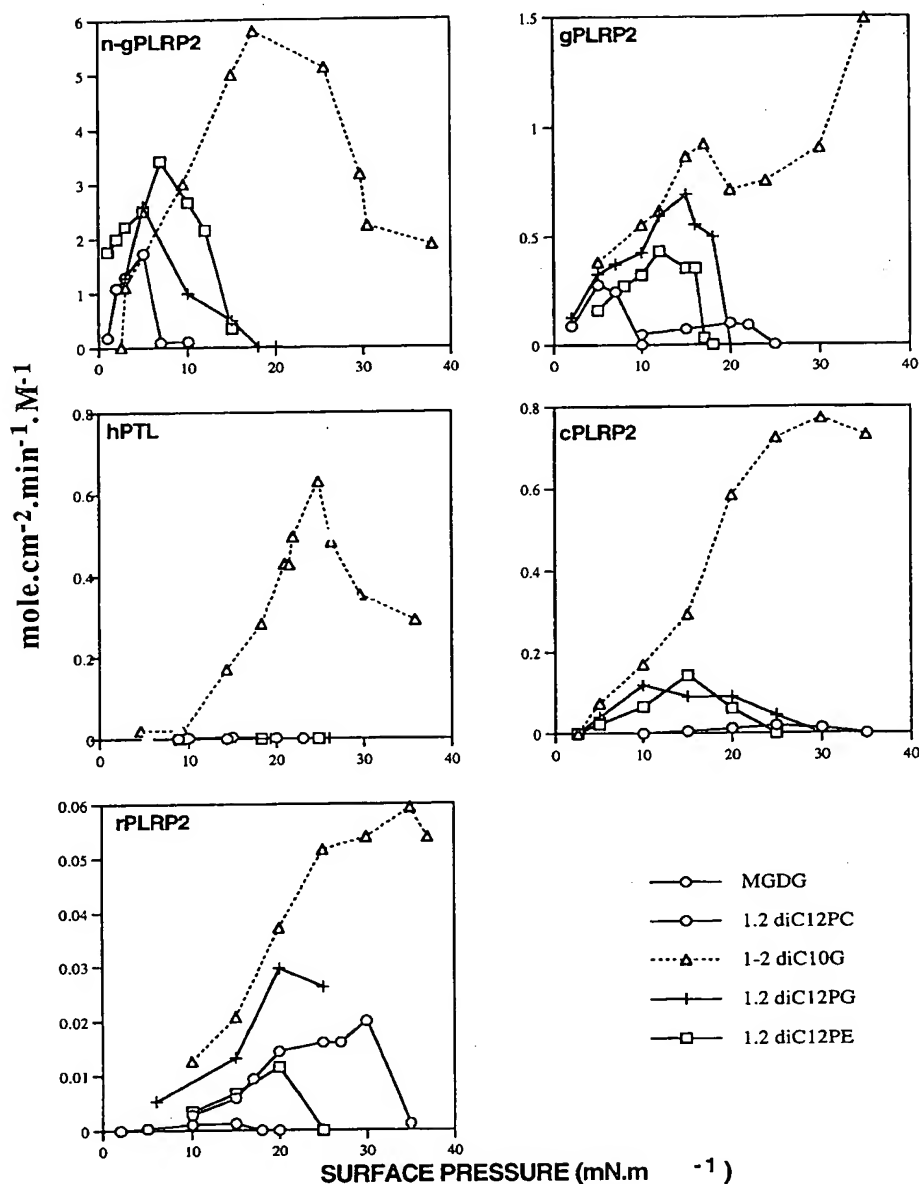 n-gPLRP2
6
5
4
3
2
1
0
0 10 20 30 40
gPLRP2
1.5
1
0.5
0
0 10 20 30 40
hPTL
0.8
0.6
0.4
0.2
0
0 10 20 30 40
cPLRP2
0.8
0.6
0.4
0.2
0
0 10 20 30 40
rPLRP2
0.06
0.05
0.04
0.03
0.02
0.01
0
0 10 20 30 40
mole.cm-2.min-1.M-1
SURFACE PRESSURE (mN.m -1)
MGDG
1.2 diC12PC
1-2 diC10G
1.2 diC12PG
1.2 diC12PE